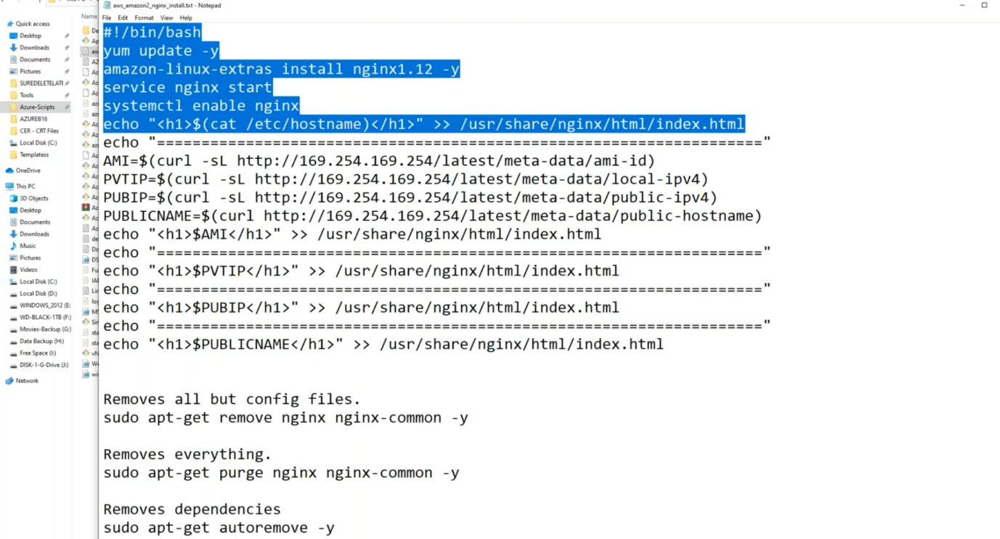 aws_amazon2_nginx_install.txt - Notepad
File Edit Format View Help
Name
Quick access
Desktop
Downloads
Documents
Pictures
SUREDELETELATI
Tools
Azure-Scripts
AZUREB16
CER - CRT Files
Local Disk (C:)
Templatess
OneDrive
This PC
3D Objects
Desktop
Documents
Downloads
Music
Pictures
Videos
Local Disk (C:)
Local Disk (D:)
WINDOWS_2012 (E:
WD-BLACK-1TB (F:)
Movies-Backup (G:)
Data Backup (H:)
Free Space (I:)
DISK-1-G-Drive (J:)
Network
#!/bin/bash
yum update -y
amazon-linux-extras install nginx1.12 -y
service nginx start
systemctl enable nginx
echo "<h1>$(cat /etc/hostname)</h1>" >> /usr/share/nginx/html/index.html
echo "===================================================================="
AMI=$(curl -sL http://169.254.169.254/latest/meta-data/ami-id)
PVTIP=$(curl -sL http://169.254.169.254/latest/meta-data/local-ipv4)
PUBIP=$(curl -sL http://169.254.169.254/latest/meta-data/public-ipv4)
PUBLICNAME=$(curl http://169.254.169.254/latest/meta-data/public-hostname)
echo "<h1>$AMI</h1>" >> /usr/share/nginx/html/index.html
echo "===================================================================="
echo "<h1>$PVTIP</h1>" >> /usr/share/nginx/html/index.html
echo "===================================================================="
echo "<h1>$PUBIP</h1>" >> /usr/share/nginx/html/index.html
echo "===================================================================="
echo "<h1>$PUBLICNAME</h1>" >> /usr/share/nginx/html/index.html
Removes all but config files.
sudo apt-get remove nginx nginx-common -y
Removes everything.
sudo apt-get purge nginx nginx-common -y
Removes dependencies
sudo apt-get autoremove -y